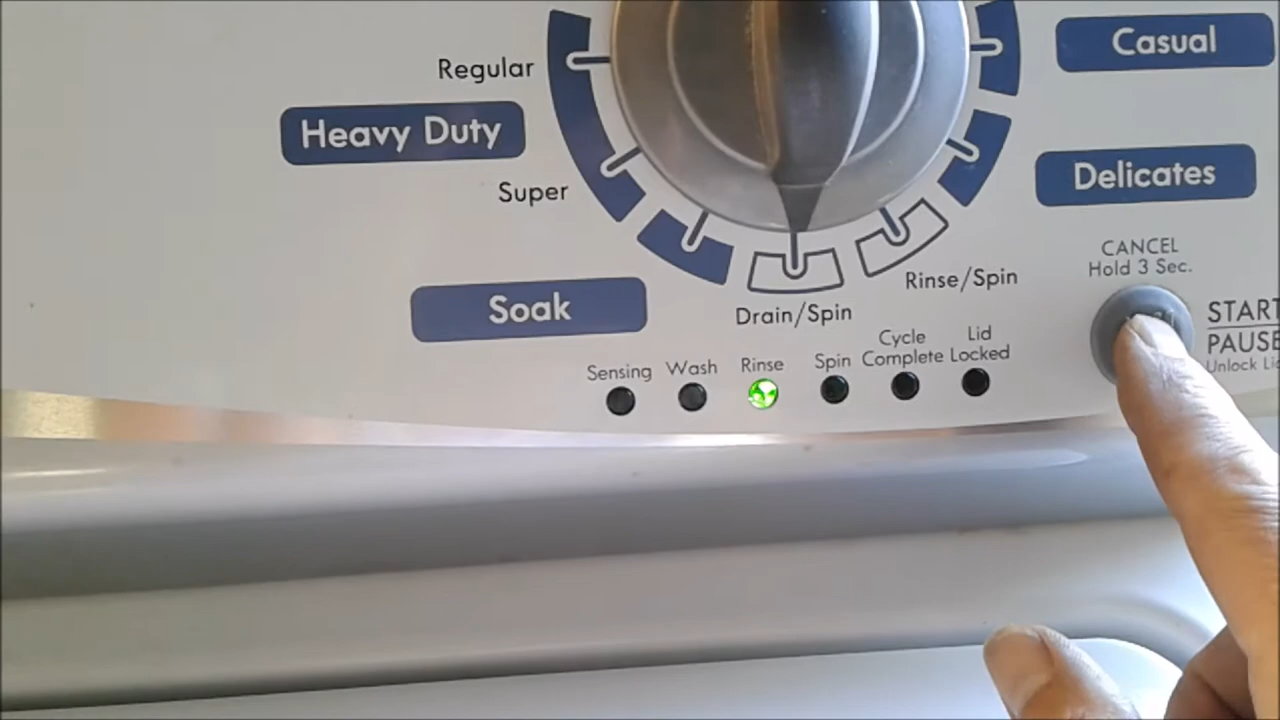 Regular
Heavy Duty
Super
Soak
Casual
Delicates
Drain/Spin
Rinse/Spin
CANCEL
Hold 3 Sec.
START
PAUSE
Sensing
Wash
Rinse
Spin
Cycle
Complete
Lid
Locked